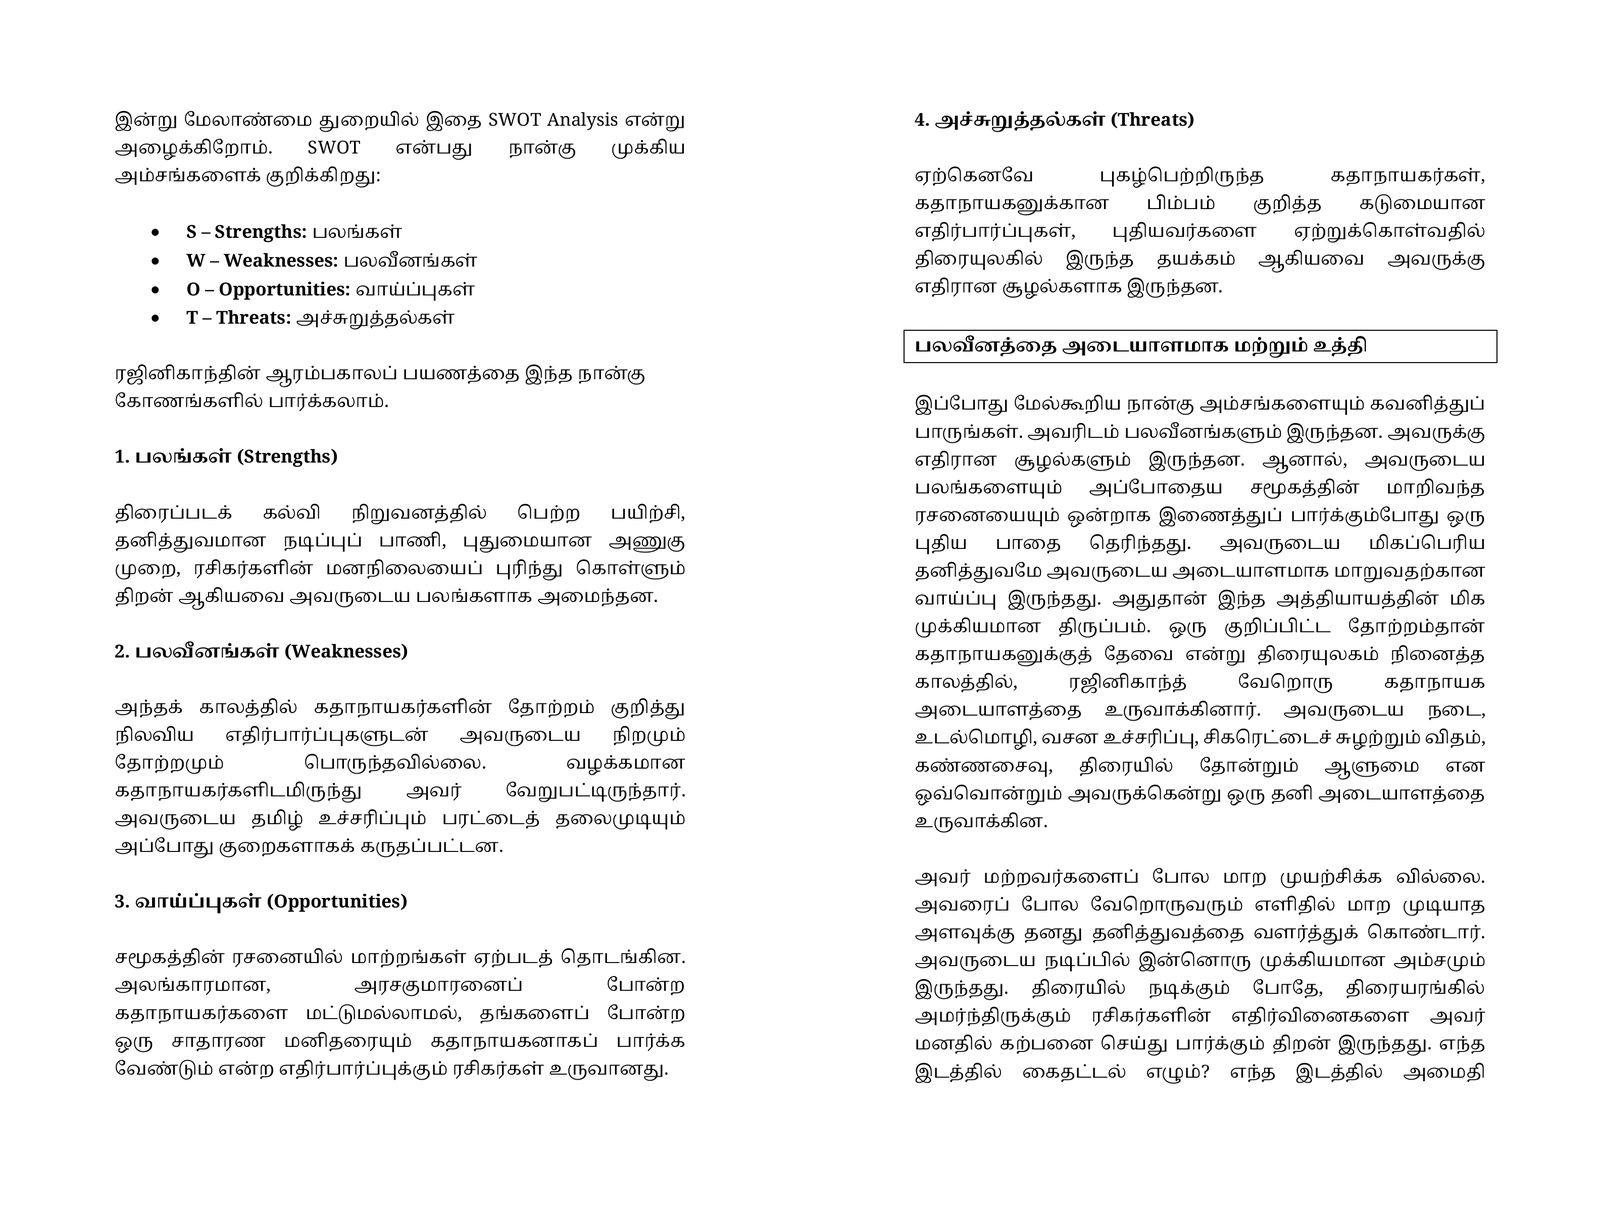 இன்று மேலாண்மை துறையில் இதை SWOT Analysis என்று
அழைக்கிறோம். SWOT என்பது நான்கு முக்கிய
அம்சங்களைக் குறிக்கிறது:
• S – Strengths: பலங்கள்
• W – Weaknesses: பலவீனங்கள்
• O – Opportunities: வாய்ப்புகள்
• T – Threats: அச்சுறுத்தல்கள்
ரஜினிகாந்தின் ஆரம்பகாலப் பயணத்தை இந்த நான்கு
கோணங்களில் பார்க்கலாம்.
1. பலங்கள் (Strengths)
திரைப்படக் கல்வி நிறுவனத்தில் பெற்ற பயிற்சி,
தனித்துவமான நடிப்புப் பாணி, புதுமையான அணுகு
முறை, ரசிகர்களின் மனநிலையைப் புரிந்து கொள்ளும்
திறன் ஆகியவை அவருடைய பலங்களாக அமைந்தன.
2. பலவீனங்கள் (Weaknesses)
அந்தக் காலத்தில் கதாநாயகர்களின் தோற்றம் குறித்து
நிலவிய எதிர்பார்ப்புகளுடன் அவருடைய நிறமும்
தோற்றமும் பொருந்தவில்லை. வழக்கமான
கதாநாயகர்களிடமிருந்து அவர் வேறுபட்டிருந்தார்.
அவருடைய தமிழ் உச்சரிப்பும் பரட்டைத் தலைமுடியும்
அப்போது குறைகளாகக் கருதப்பட்டன.
3. வாய்ப்புகள் (Opportunities)
சமூகத்தின் ரசனையில் மாற்றங்கள் ஏற்படத் தொடங்கின.
அலங்காரமான, அரசகுமாரனைப் போன்ற
கதாநாயகர்களை மட்டுமல்லாமல், தங்களைப் போன்ற
ஒரு சாதாரண மனிதரையும் கதாநாயகனாகப் பார்க்க
வேண்டும் என்ற எதிர்பார்ப்புக்கும் ரசிகர்கள் உருவானது.
4. அச்சுறுத்தல்கள் (Threats)
ஏற்கெனவே புகழ்பெற்றிருந்த கதாநாயகர்கள்,
கதாநாயகனுக்கான பிம்பம் குறித்த கடுமையான
எதிர்பார்ப்புகள், புதியவர்களை ஏற்றுக்கொள்வதில்
திரையுலகில் இருந்த தயக்கம் ஆகியவை அவருக்கு
எதிரான சூழல்களாக இருந்தன.
பலவீனத்தை அடையாளமாக மற்றும் உத்தி
இப்போது மேல்கூறிய நான்கு அம்சங்களையும் கவனித்துப்
பாருங்கள். அவரிடம் பலவீனங்களும் இருந்தன. அவருக்கு
எதிரான சூழல்களும் இருந்தன. ஆனால், அவருடைய
பலங்களையும் அப்போதைய சமூகத்தின் மாறிவந்த
ரசனையையும் ஒன்றாக இணைத்துப் பார்க்கும்போது ஒரு
புதிய பாதை தெரிந்தது. அவருடைய மிகப்பெரிய
தனித்துவமே அவருடைய அடையாளமாக மாறுவதற்கான
வாய்ப்பு இருந்தது. அதுதான் இந்த அத்தியாயத்தின் மிக
முக்கியமான திருப்பம். ஒரு குறிப்பிட்ட தோற்றம்தான்
கதாநாயகனுக்குத் தேவை என்று திரையுலகம் நினைத்த
காலத்தில், ரஜினிகாந்த் வேறொரு கதாநாயக
அடையாளத்தை உருவாக்கினார். அவருடைய நடை,
உடல்மொழி, வசன உச்சரிப்பு, சிகரெட்டைச் சுழற்றும் விதம்,
கண்ணசைவு, திரையில் தோன்றும் ஆளுமை என
ஒவ்வொன்றும் அவருக்கென்று ஒரு தனி அடையாளத்தை
உருவாக்கின.
அவர் மற்றவர்களைப் போல மாற முயற்சிக்க வில்லை.
அவரைப் போல வேறொருவரும் எளிதில் மாற முடியாத
அளவுக்கு தனது தனித்துவத்தை வளர்த்துக் கொண்டார்.
அவருடைய நடிப்பில் இன்னொரு முக்கியமான அம்சமும்
இருந்தது. திரையில் நடிக்கும் போதே, திரையரங்கில்
அமர்ந்திருக்கும் ரசிகர்களின் எதிர்வினைகளை அவர்
மனதில் கற்பனை செய்து பார்க்கும் திறன் இருந்தது. எந்த
இடத்தில் கைதட்டல் எழும்? எந்த இடத்தில் அமைதி